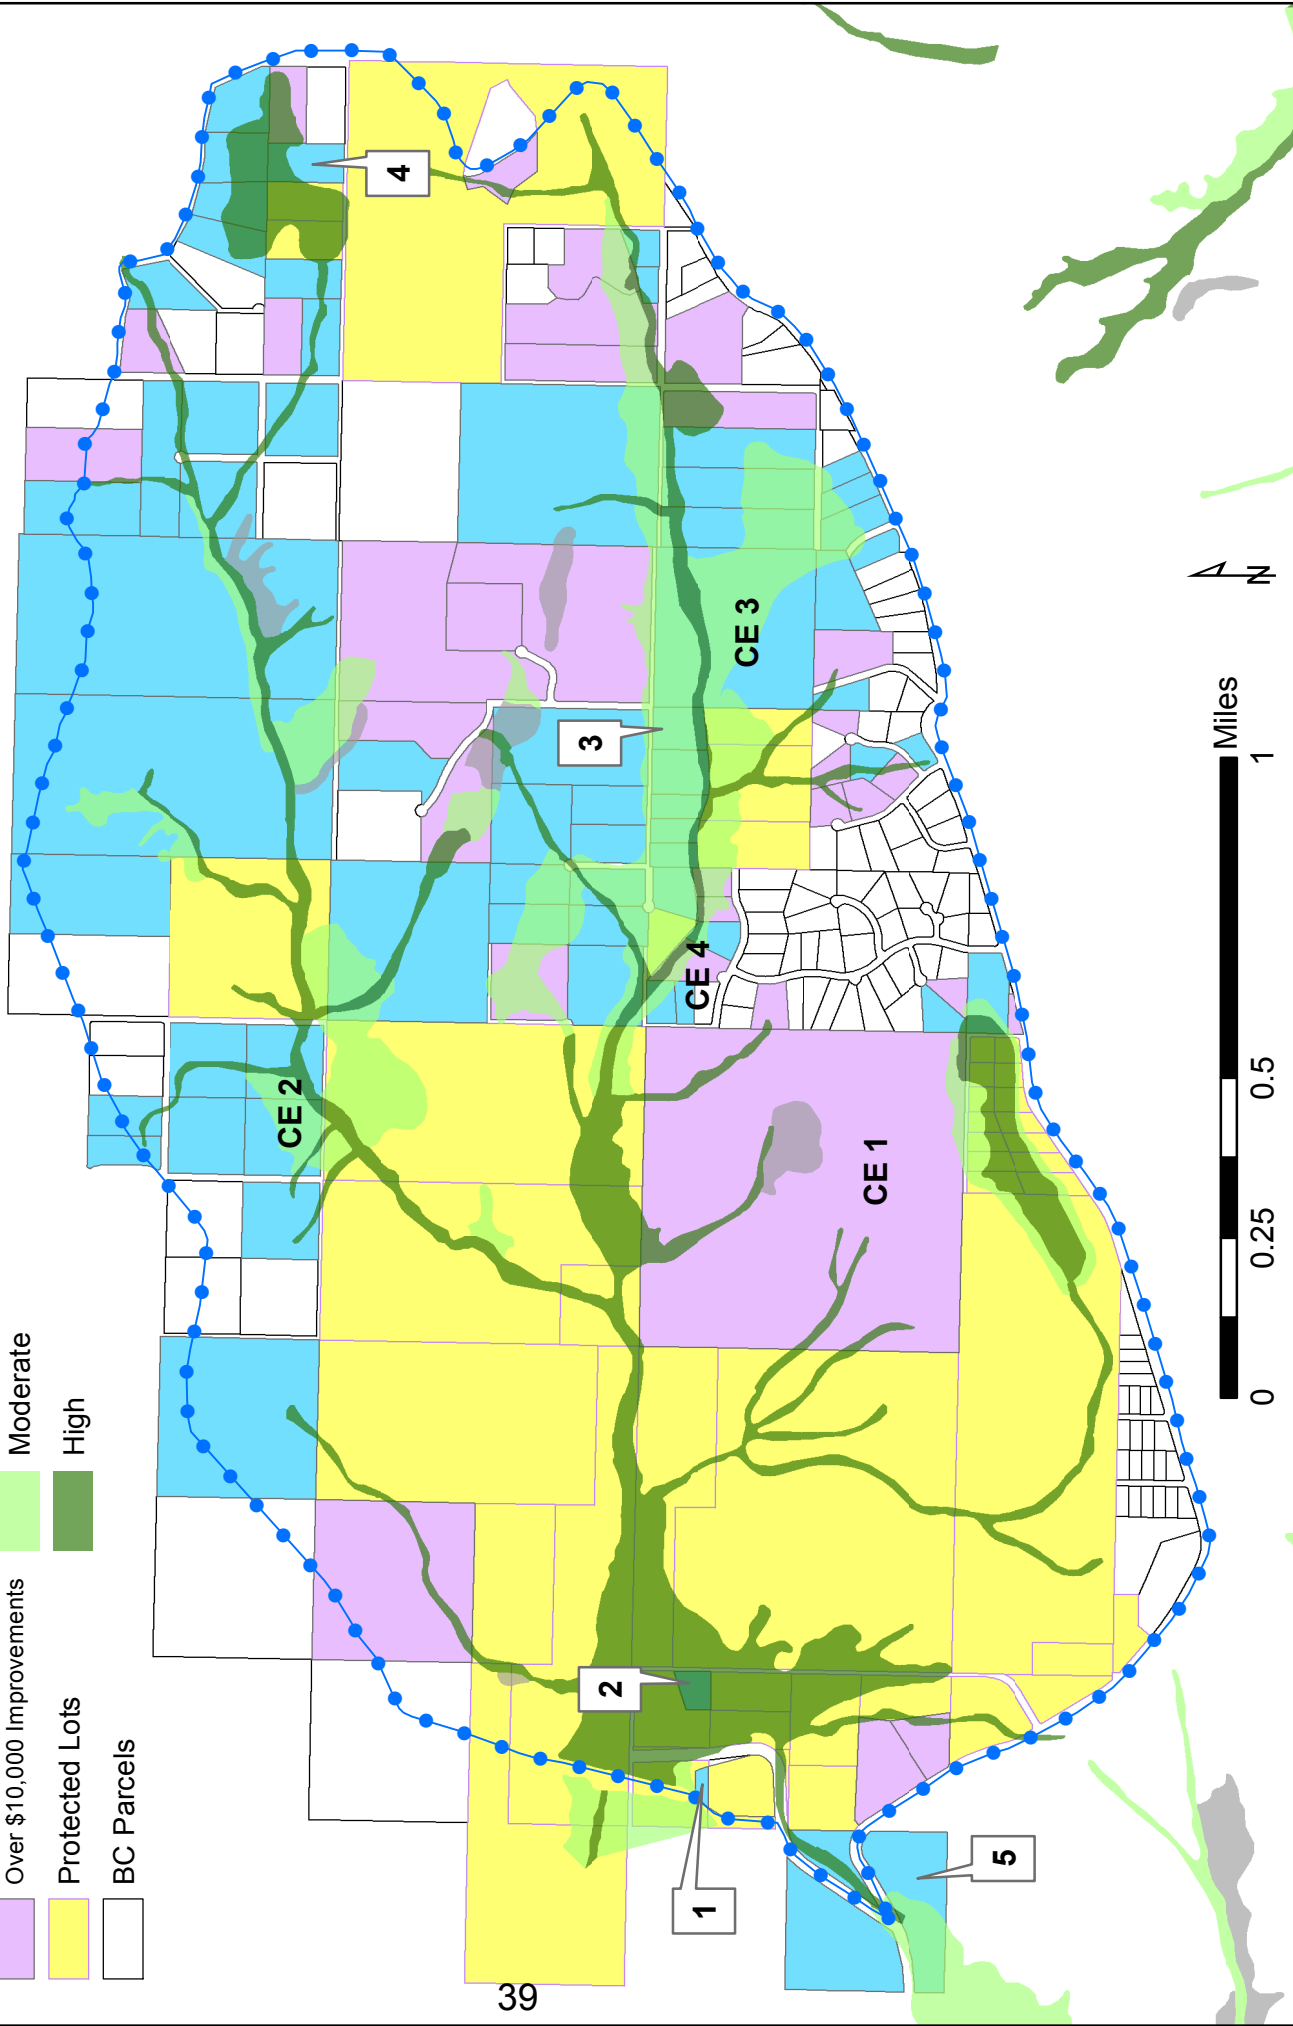 Over $10,000 Improvements
Protected Lots
BC Parcels
Moderate
High
4
3
CE 3
CE 4
CE 2
CE 1
2
1
5
N
0 0.25 0.5 1
Miles
39